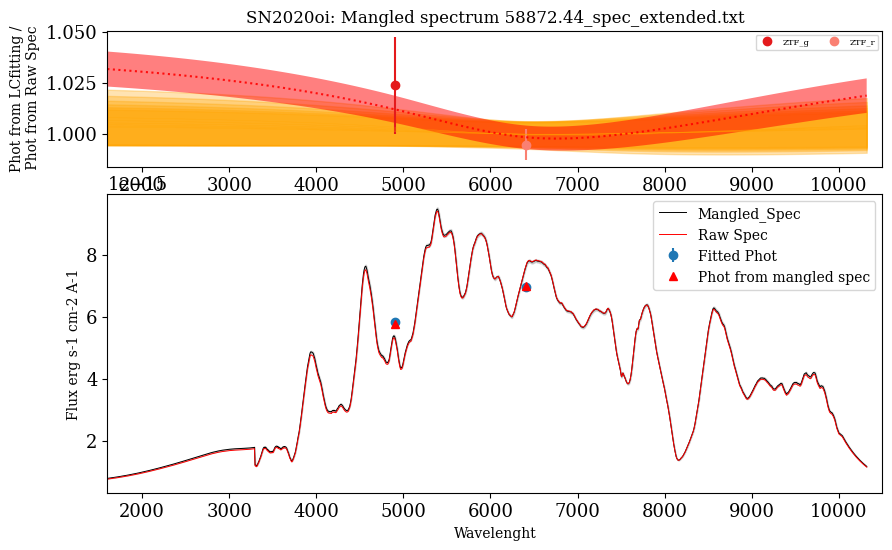 SN2020oi: Mangled spectrum 58872.44_spec_extended.txt
Phot from LCfitting /
Phot from Raw Spec
1.050
1.025
1.000
ZTF_g
ZTF_r
2000 3000 4000 5000 6000 7000 8000 9000 10000
1e−15
Flux erg s-1 cm-2 A-1
8
6
4
2
Mangled_Spec
Raw Spec
Fitted Phot
Phot from mangled spec
2000 3000 4000 5000 6000 7000 8000 9000 10000
Wavelenght